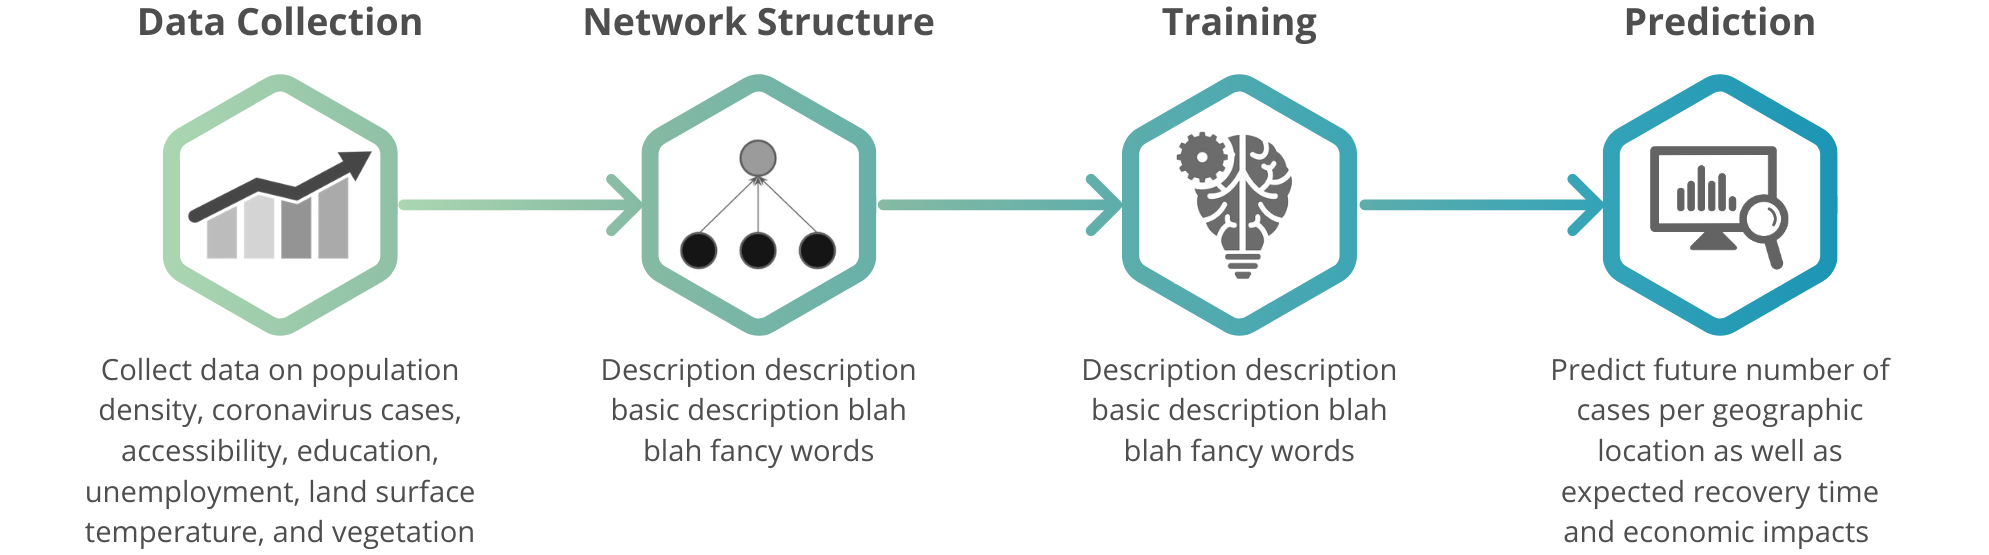 Data Collection
Network Structure
Training
Prediction
Collect data on population
density, coronavirus cases,
accessibility, education,
unemployment, land surface
temperature, and vegetation
Description description
basic description blah
blah fancy words
Description description
basic description blah
blah fancy words
Predict future number of
cases per geographic
location as well as
expected recovery time
and economic impacts